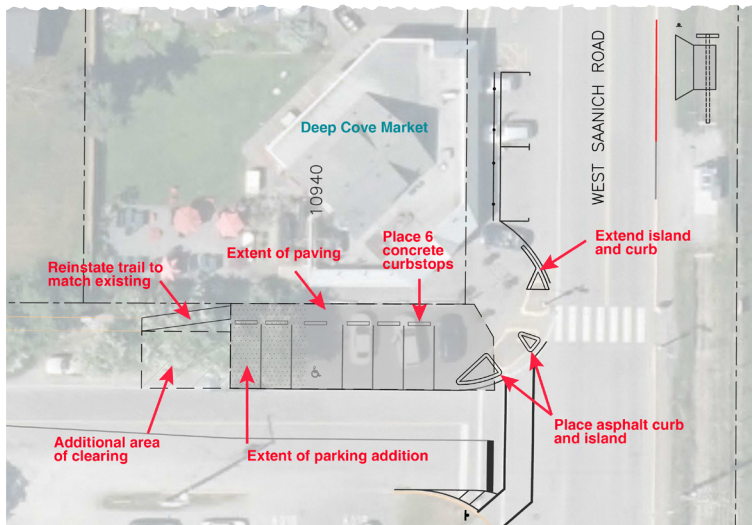 Deep Cove Market
WEST SAANICH ROAD
10940
Place 6
concrete
curbstops
Extend island
and curb
Extent of paving
Reinstate trail to
match existing
Additional area
of clearing
Extent of parking addition
Place asphalt curb
and island